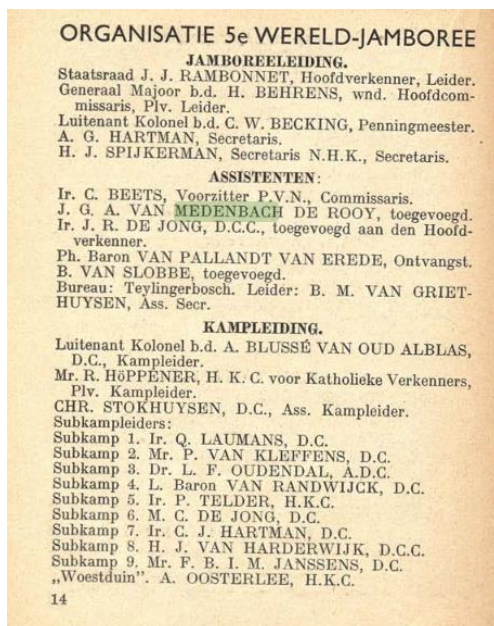 ORGANISATIE 5e WERELD-JAMBOREE
JAMBOREELEIDING.
Staatsraad J. J. RAMBONNET, Hoofdverkenner, Leider.
Generaal Majoor b.d. H. BEHRENS, wnd. Hoofdcom-
missaris, Plv. Leider.
Luitenant Kolonel b.d. C. W. BECKING, Penningmeester.
A. G. HARTMAN, Secretaris.
H. J. SPIJKERMAN, Secretaris N.H.K., Secretaris.
ASSISTENTEN:
Ir. C. BEETS, Voorzitter P.V.N., Commissaris.
J. G. A. VAN MEDENBACH DE ROOY, toegevoegd.
Ir. J. R. DE JONG, D.C.C., toegevoegd aan den Hoofd-
verkenner.
Ph. Baron VAN PALLANDT VAN EREDE, Ontvangst.
B. VAN SLOBBE, toegevoegd.
Bureau: Teylingerbosch. Leider: B. M. VAN GRIET-
HUYSEN, Ass. Secr.
KAMPLEIDING.
Luitenant Kolonel b.d. A. BLUSSÉ VAN OUD ALBLAS,
D.C., Kampleider.
Mr. R. HöPPENER, H. K. C. voor Katholieke Verkenners,
Plv. Kampleider.
CHR. STOKHUYSEN, D.C., Ass. Kampleider.
Subkampleiders:
Subkamp 1. Ir. Q. LAUMANS, D.C.
Subkamp 2. Mr. P. VAN KLEFFENS, D.C.
Subkamp 3. Dr. L. F. OUDENDAL, A.D.C.
Subkamp 4. L. Baron VAN RANDWIJCK, D.C.
Subkamp 5. Ir. P. TELDER, H.K.C.
Subkamp 6. M. C. DE JONG, D.C.
Subkamp 7. Ir. C. J. HARTMAN, D.C.
Subkamp 8. H. J. VAN HARDERWIJK, D.C.C.
Subkamp 9. Mr. F. B. I. M. JANSSENS, D.C.
„Woestduin”. A. OOSTERLEE, H.K.C.
14